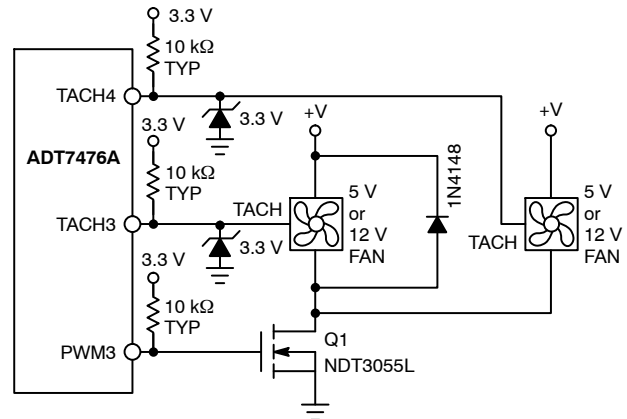 3.3 V
10 kΩ
TYP
TACH4
3.3 V
3.3 V
+V
+V
ADT7476A
10 kΩ
TYP
1N4148
TACH
5 V
or
12 V
FAN
TACH3
3.3 V
TACH
5 V
or
12 V
FAN
3.3 V
10 kΩ
TYP
Q1
NDT3055L
PWM3